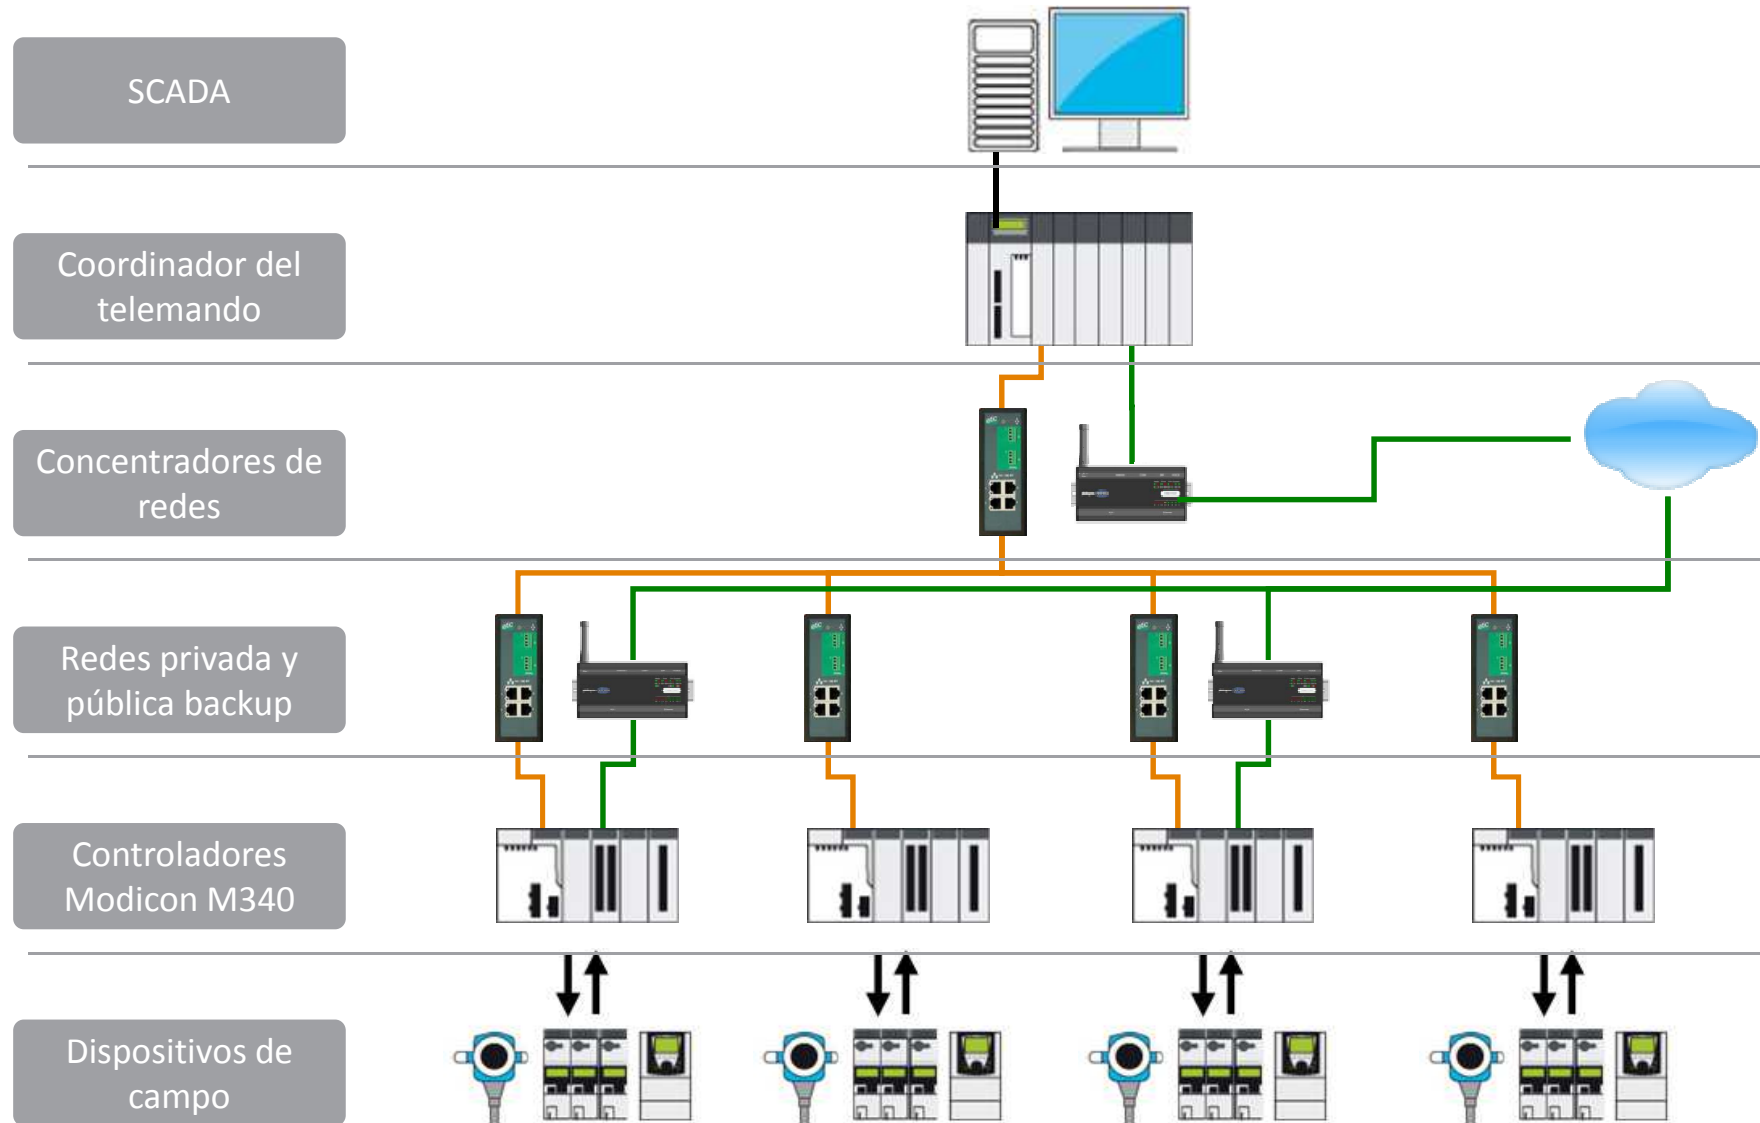 SCADA
Coordinador del
telemando
Concentradores de
redes
Redes privada y
pública backup
Controladores
Modicon M340
Dispositivos de
campo